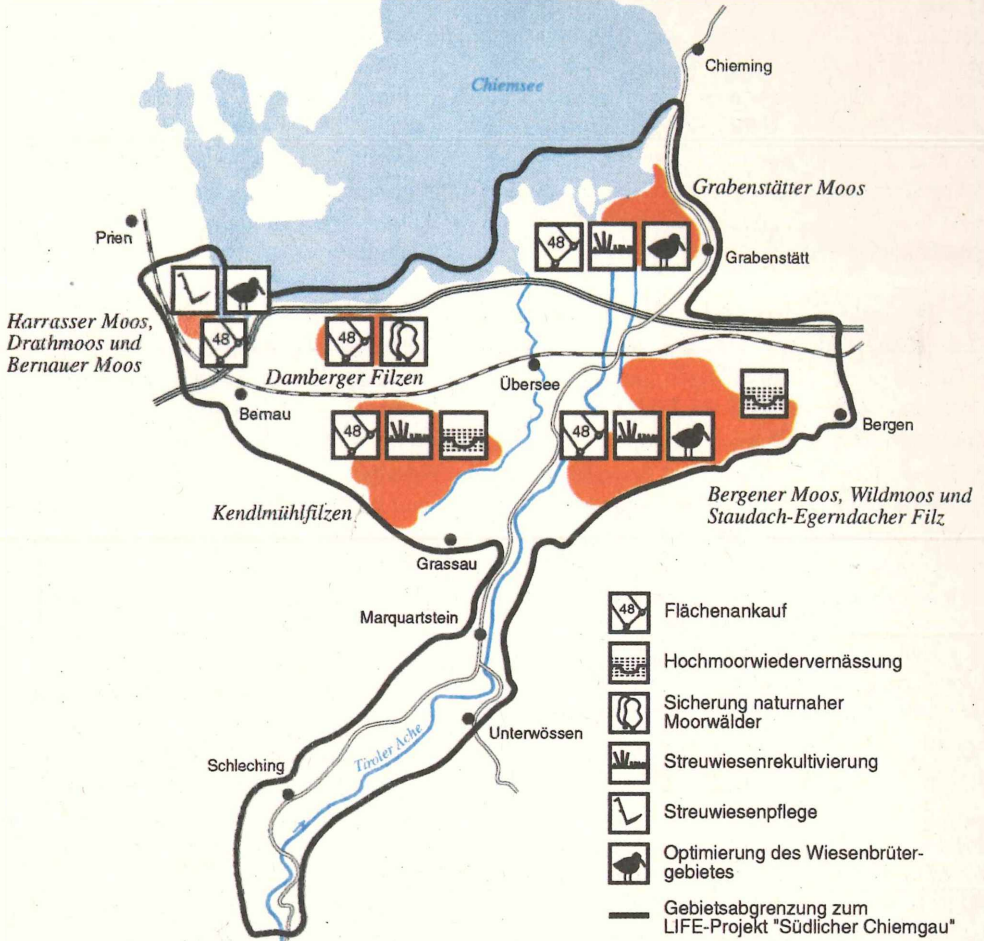 Chiemsee
Chieming
Grabenstätter Moos
Prien
48
Grabenstätt
Harrasser Moos,
Drathmoos und
Bernauer Moos
48
48
Damberger Filzen
Übersee
Bernau
48
48
Bergen
Kendlmühlfilzen
Bergener Moos, Wildmoos und
Staudach-Egerndacher Filz
Grassau
Marquartstein
Unterwössen
Schleching
Tiroler Ache
48 Flächenankauf
Hochmoorwiedervernässung
Sicherung naturnaher
Moorwälder
Streuwiesenrekultivierung
Streuwiesenpflege
Optimierung des Wiesenbrüter-
gebietes
Gebietsabgrenzung zum
LIFE-Projekt "Südlicher Chiemgau"